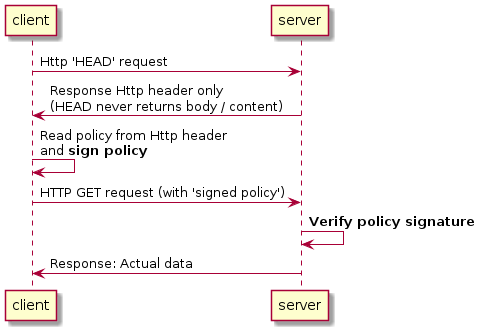 client
server
Http 'HEAD' request
Response Http header only
(HEAD never returns body / content)
Read policy from Http header
and sign policy
HTTP GET request (with 'signed policy')
Verify policy signature
Response: Actual data
client
server